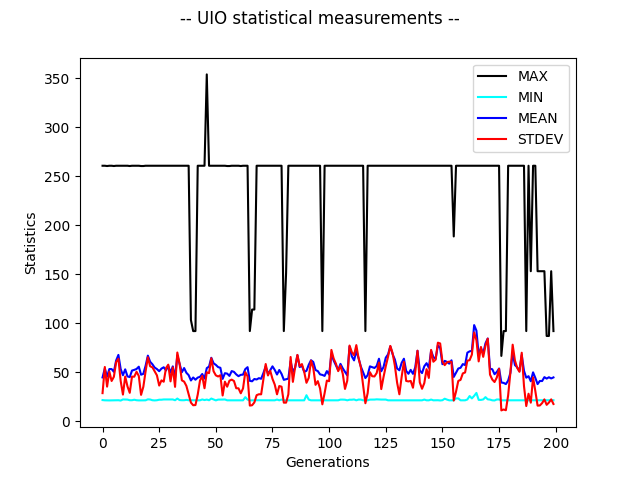 -- UIO statistical measurements --
MAX
MIN
MEAN
STDEV
350
300
250
200
150
100
50
0
Statistics
0 25 50 75 100 125 150 175 200
Generations